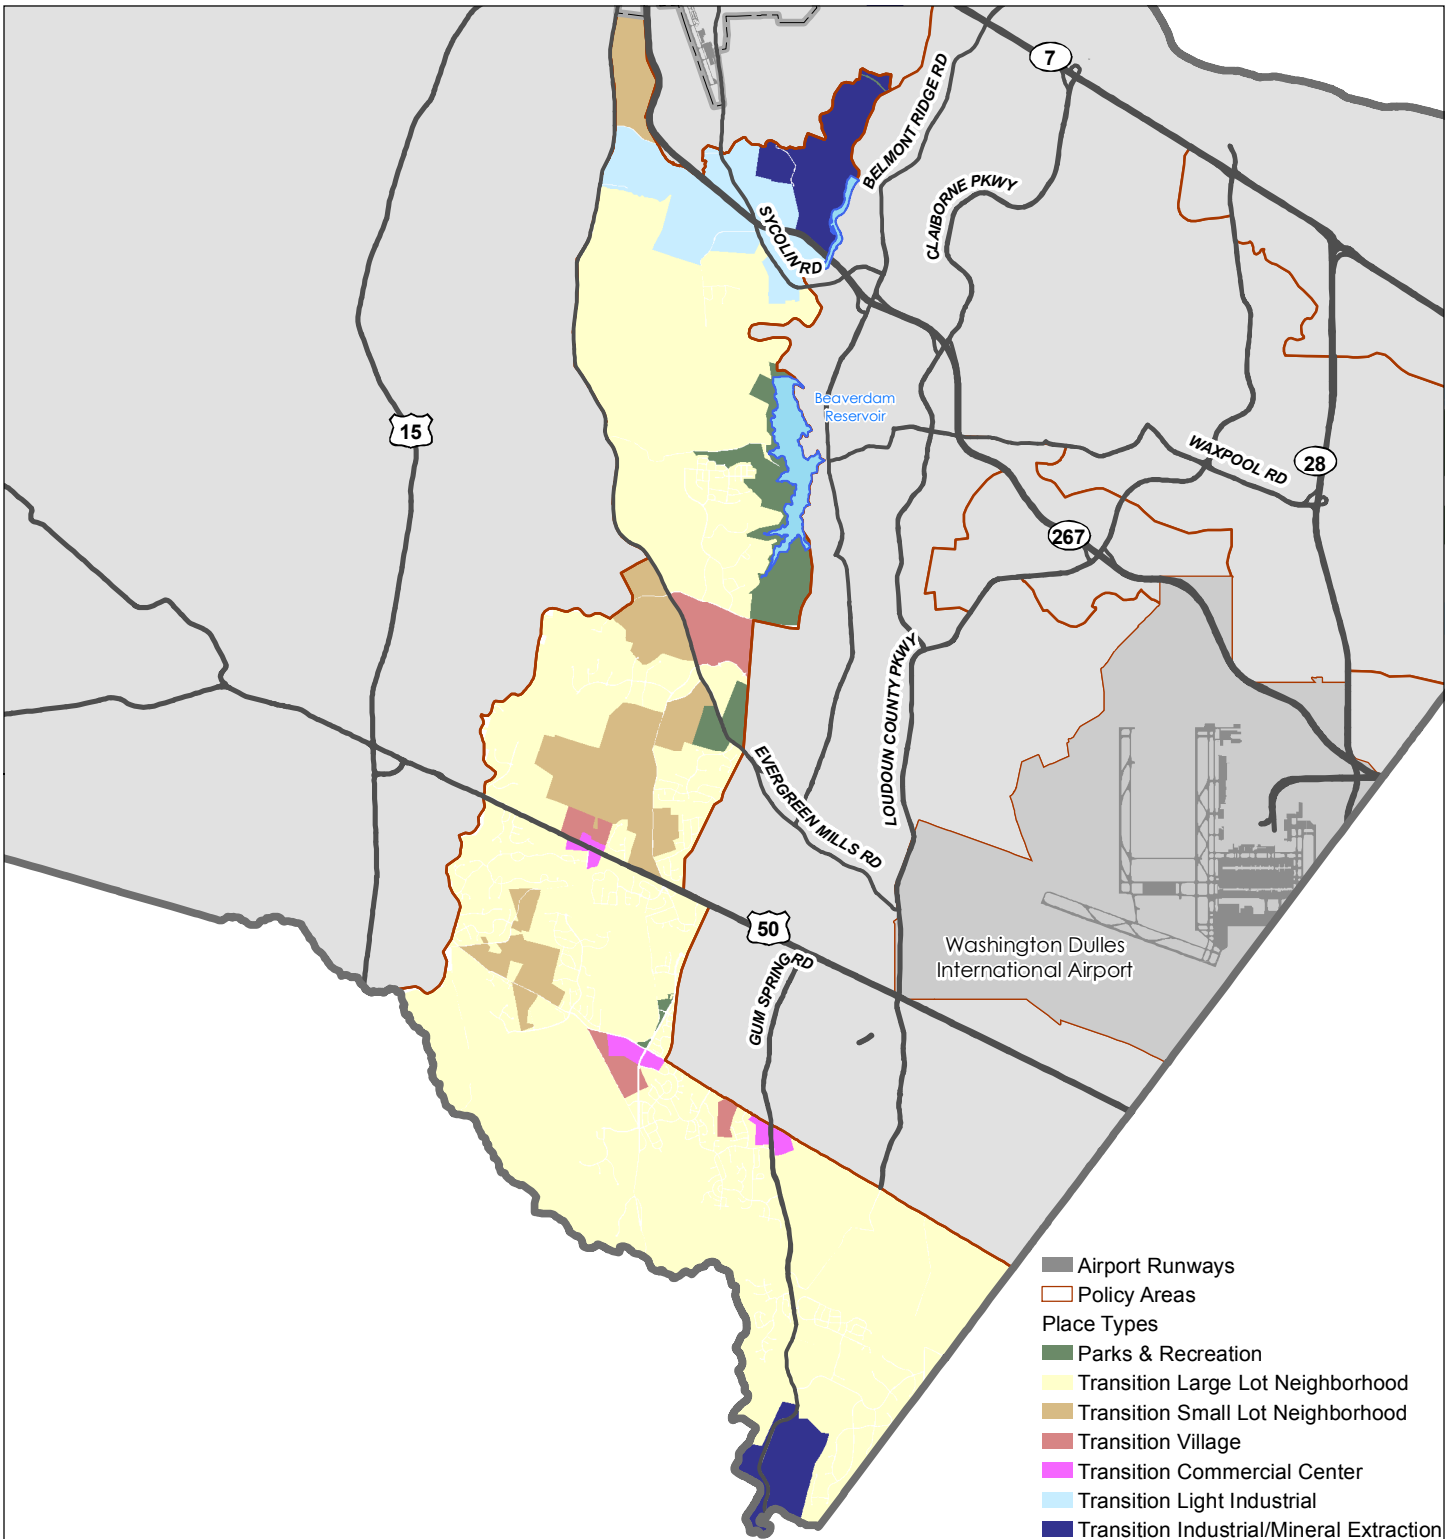 7
BELMONT RIDGE RD
CLAIBORNE PKWY
SYCOLIN RD
Beaverdam
Reservoir
15
WAXPOOL RD
28
267
LOUDOUN COUNTY PKWY
EVERGREEN MILLS RD
50
GUM SPRING RD
Washington Dulles
International Airport
Airport Runways
Policy Areas
Place Types
Parks & Recreation
Transition Large Lot Neighborhood
Transition Small Lot Neighborhood
Transition Village
Transition Commercial Center
Transition Light Industrial
Transition Industrial/Mineral Extraction